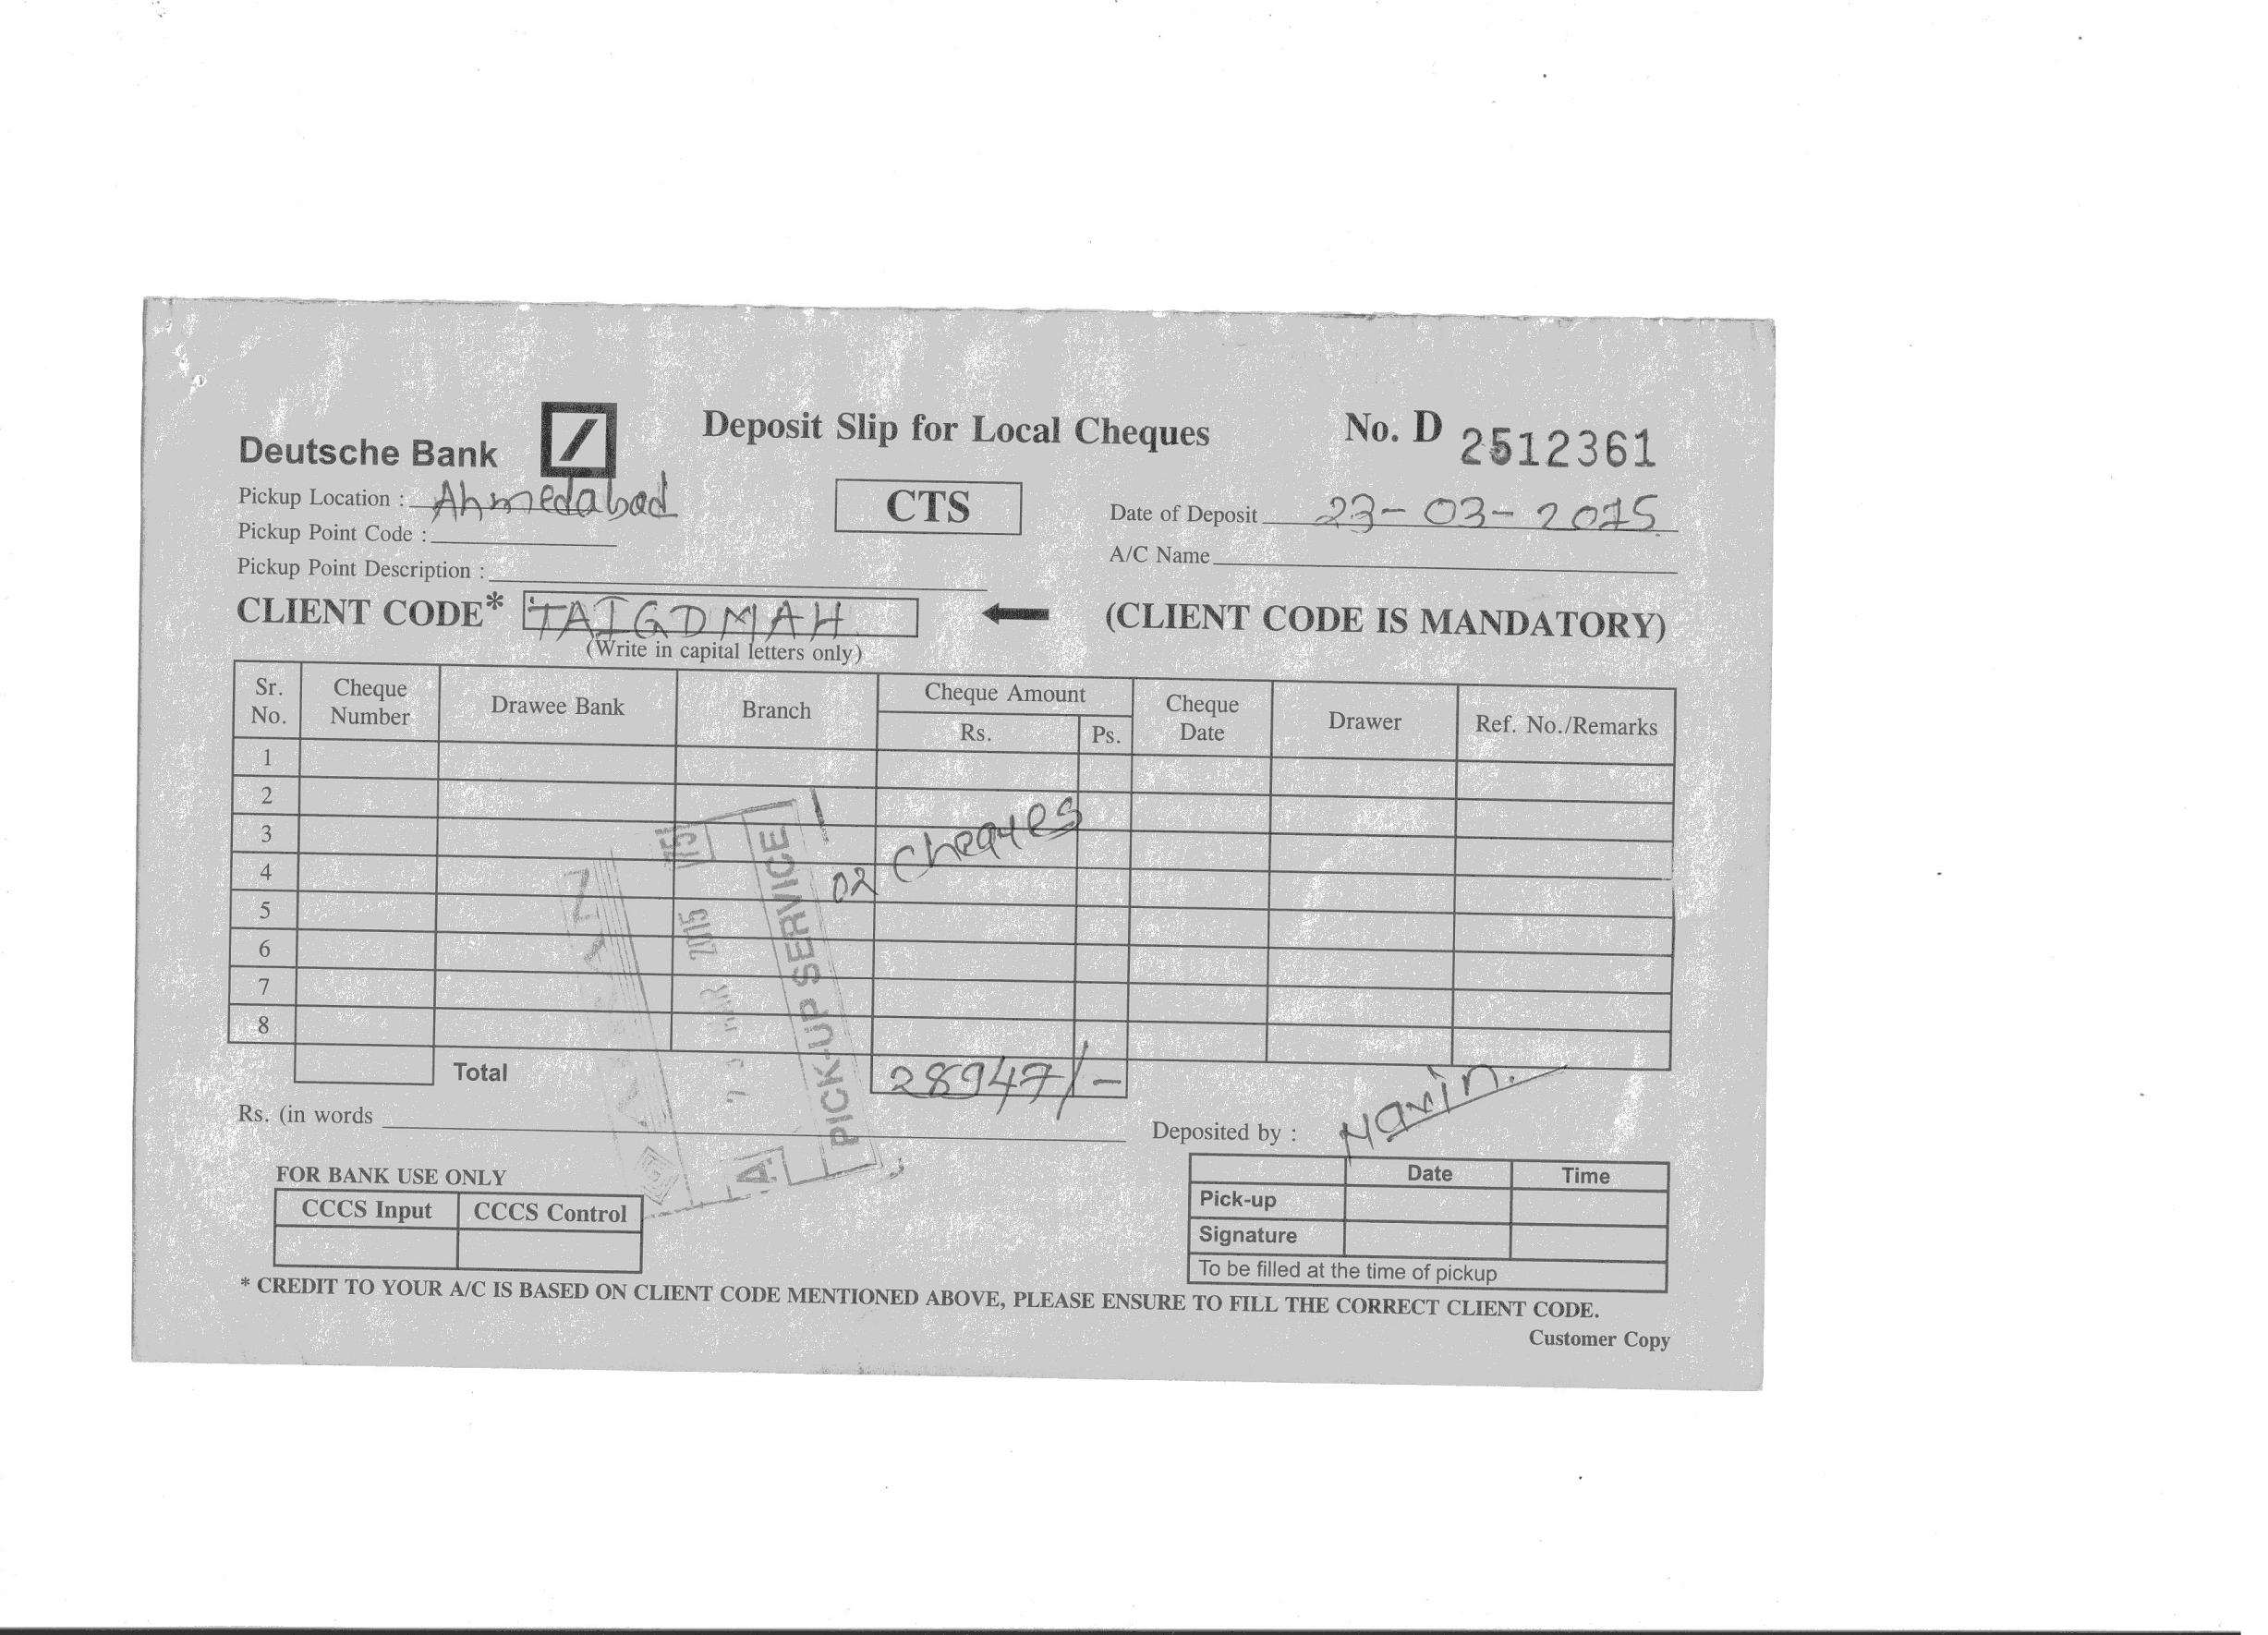 Deutsche Bank
Deposit Slip for Local Cheques
No. D 2512361
Pickup Location : Ahmedabad
CTS
Date of Deposit 23-03-2015
Pickup Point Code :
A/C Name
Pickup Point Description :
CLIENT CODE* TAIGDMAH (CLIENT CODE IS MANDATORY)
(Write in capital letters only)
Sr. No. Cheque Number Drawee Bank Branch Cheque Amount Rs. Ps. Cheque Date Drawer Ref. No./Remarks
1
2
3
4
5
6
7
8
02 Cheques
2015
PICK-UP SERVICE
Total 28947/-
Rs. (in words
Deposited by : Navin.
FOR BANK USE ONLY
CCCS Input CCCS Control
Date Time
Pick-up
Signature
To be filled at the time of pickup
* CREDIT TO YOUR A/C IS BASED ON CLIENT CODE MENTIONED ABOVE, PLEASE ENSURE TO FILL THE CORRECT CLIENT CODE.
Customer Copy